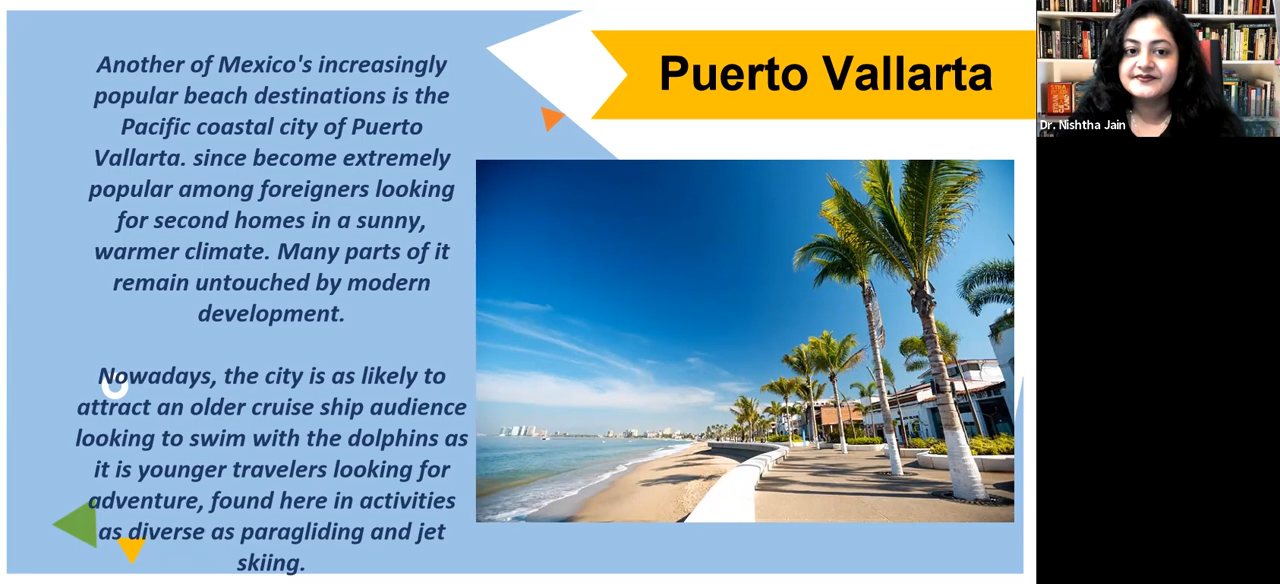 Puerto Vallarta
Another of Mexico's increasingly
popular beach destinations is the
Pacific coastal city of Puerto
Vallarta. since become extremely
popular among foreigners looking
for second homes in a sunny,
warmer climate. Many parts of it
remain untouched by modern
development.
Nowadays, the city is as likely to
attract an older cruise ship audience
looking to swim with the dolphins as
it is younger travelers looking for
adventure, found here in activities
as diverse as paragliding and jet
skiing.
Dr. Nishtha Jain